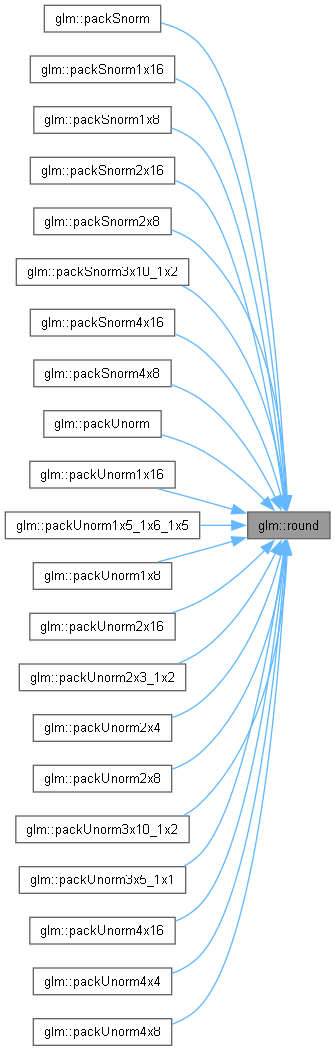 glm::packSnorm
glm::packSnorm1x16
glm::packSnorm1x8
glm::packSnorm2x16
glm::packSnorm2x8
glm::packSnorm3x10_1x2
glm::packSnorm4x16
glm::packSnorm4x8
glm::packUnorm
glm::packUnorm1x16
glm::packUnorm1x5_1x6_1x5
glm::round
glm::packUnorm1x8
glm::packUnorm2x16
glm::packUnorm2x3_1x2
glm::packUnorm2x4
glm::packUnorm2x8
glm::packUnorm3x10_1x2
glm::packUnorm3x5_1x1
glm::packUnorm4x16
glm::packUnorm4x4
glm::packUnorm4x8